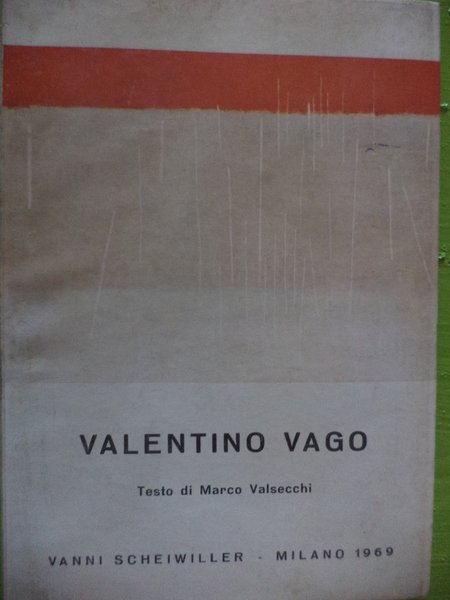 VALENTINO VAGO
Testo di Marco Valsecchi
VANNI SCHEIWILLER - MILANO 1969